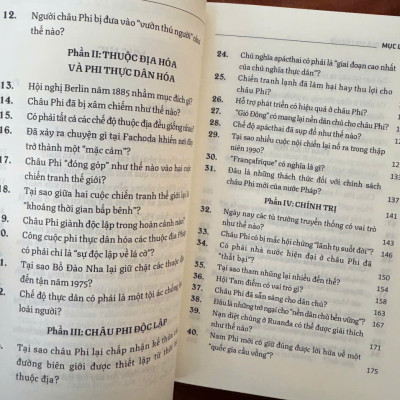 12. Người châu Phi bị đưa vào "vườn thú người" như
thế nào?
Phần II: THUỘC ĐỊA HÓA
VÀ PHI THỰC DÂN HÓA
13. Hội nghị Berlin năm 1885 nhằm mục đích gì?
14. Châu Phi đã bị xâm chiếm như thế nào?
15. Có phải tất cả các chế độ thuộc địa đều giống nhau?
16. Đã xảy ra chuyện gì tại Fachoda khiến nơi đây
trở thành một "mặc cảm"?
17. Châu Phi "đóng góp" như thế nào vào hai cuộc
chiến tranh thế giới?
18. Tại sao giữa hai cuộc chiến tranh thế giới lại là
"khoảng thời gian bấp bênh"?
9. Châu Phi giành độc lập trong hoàn cảnh nào?
0. Công cuộc phi thực dân hóa các thuộc địa Pháp
có phải chỉ là "sự độc lập về lá cờ"?
1. Tại sao Bồ Đào Nha lại giữ chặt các thuộc địa
đến tận năm 1975?
2. Chế độ thực dân có phải là một tội ác chống lại
loài người?
Phần III: CHÂU PHI ĐỘC LẬP
Tại sao châu Phi lại chấp nhận kế thừa
đường biên giới được thiết lập từ thời
thuộc địa?
MỤC L
24. Chủ nghĩa apácthai có phải là "giai đoạn cao nhất
của chủ nghĩa thực dân"?
25. Chiến tranh lạnh đã làm hại hay thu lợi cho
châu Phi?
26. Hỗ trợ phát triển có hiệu quả ở châu Phi?
27. "Gió Đông" có mang lại nền dân chủ cho châu Phi?
28. Chế độ apácthai đã sụp đổ như thế nào?
29. Tại sao nhiều cuộc nội chiến lại nổ ra trong thập
niên 1990?
30. "Françafrique" có nghĩa là gì?
31. Đâu là những thách thức đối với chính sách
châu Phi mới của nước Pháp? 137
Phần IV: CHÍNH TRỊ
32. Ngày nay các tù trưởng truyền thống có vai trò
như thế nào? 143
33. Châu Phi có bị mắc hội chứng "lãnh tụ suốt đời"? 147
34. Có phải nhà nước hiện đại ở châu Phi đã
"thất bại"? 151
35. Tại sao tham nhũng lại nhiều đến thế?
36. Hội Tam điểm có vai trò gì?
37. Châu Phi đã sẵn sàng cho dân chủ?
38. Đâu là những trở ngại cho "nền dân chủ bền vững"? 167
39. Nạn diệt chủng ở Ruanda có thể được giải thích
như thế nào? 171
40. Nam Phi mới có giữ đúng được lời hứa về một
"quốc gia cầu vồng"? 175